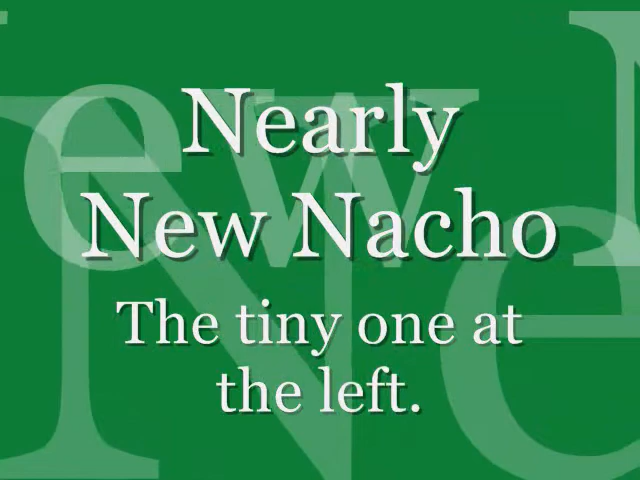 Nearly
New Nacho
The tiny one at
the left.